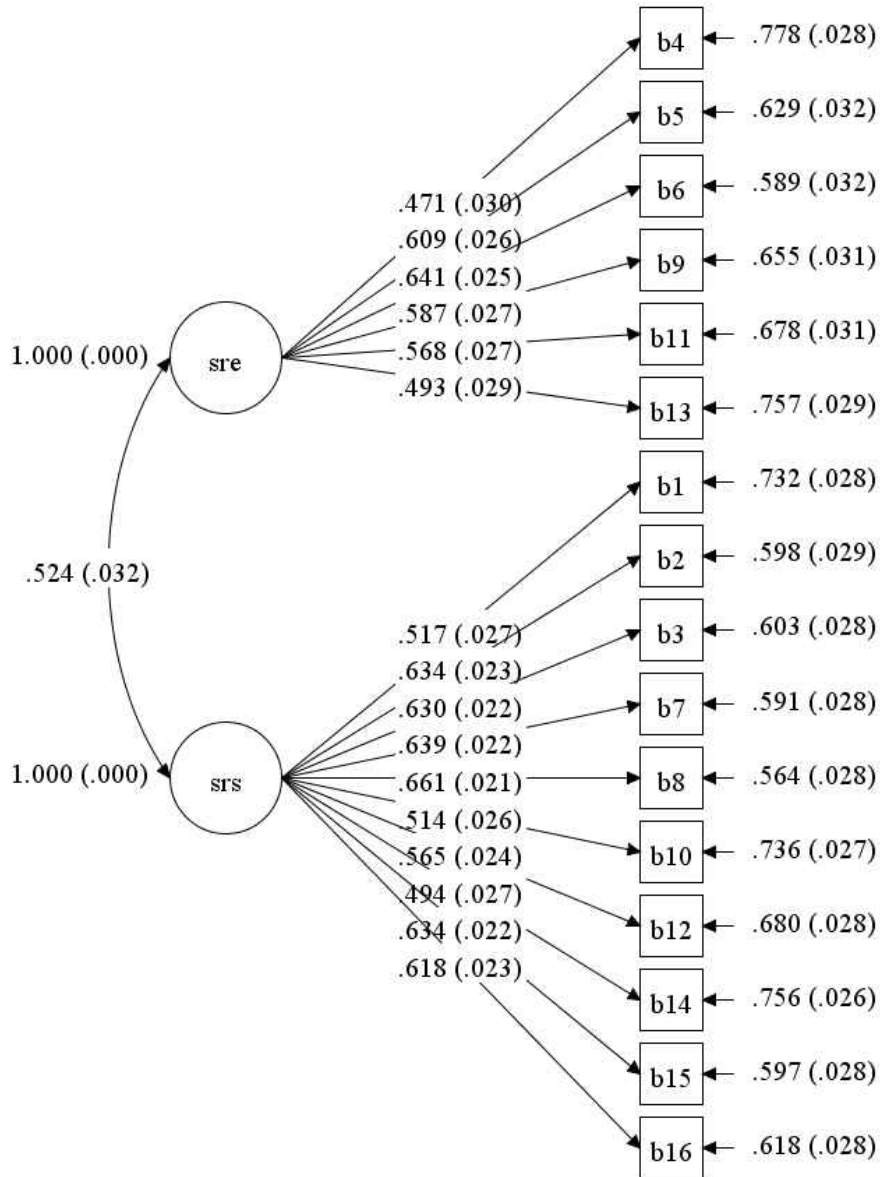 b4 .778 (.028)
b5 .629 (.032)
b6 .589 (.032)
.471 (.030)
.609 (.026)
b9 .655 (.031)
.641 (.025)
.587 (.027)
b11 .678 (.031)
1.000 (.000) sre .568 (.027)
.493 (.029)
b13 .757 (.029)
b1 .732 (.028)
b2 .598 (.029)
.524 (.032)
b3 .603 (.028)
.517 (.027)
.634 (.023)
b7 .591 (.028)
.630 (.022)
.639 (.022)
1.000 (.000) srs .661 (.021) b8 .564 (.028)
.514 (.026)
b10 .736 (.027)
.565 (.024)
.494 (.027)
b12 .680 (.028)
.634 (.022)
.618 (.023)
b14 .756 (.026)
b15 .597 (.028)
b16 .618 (.028)